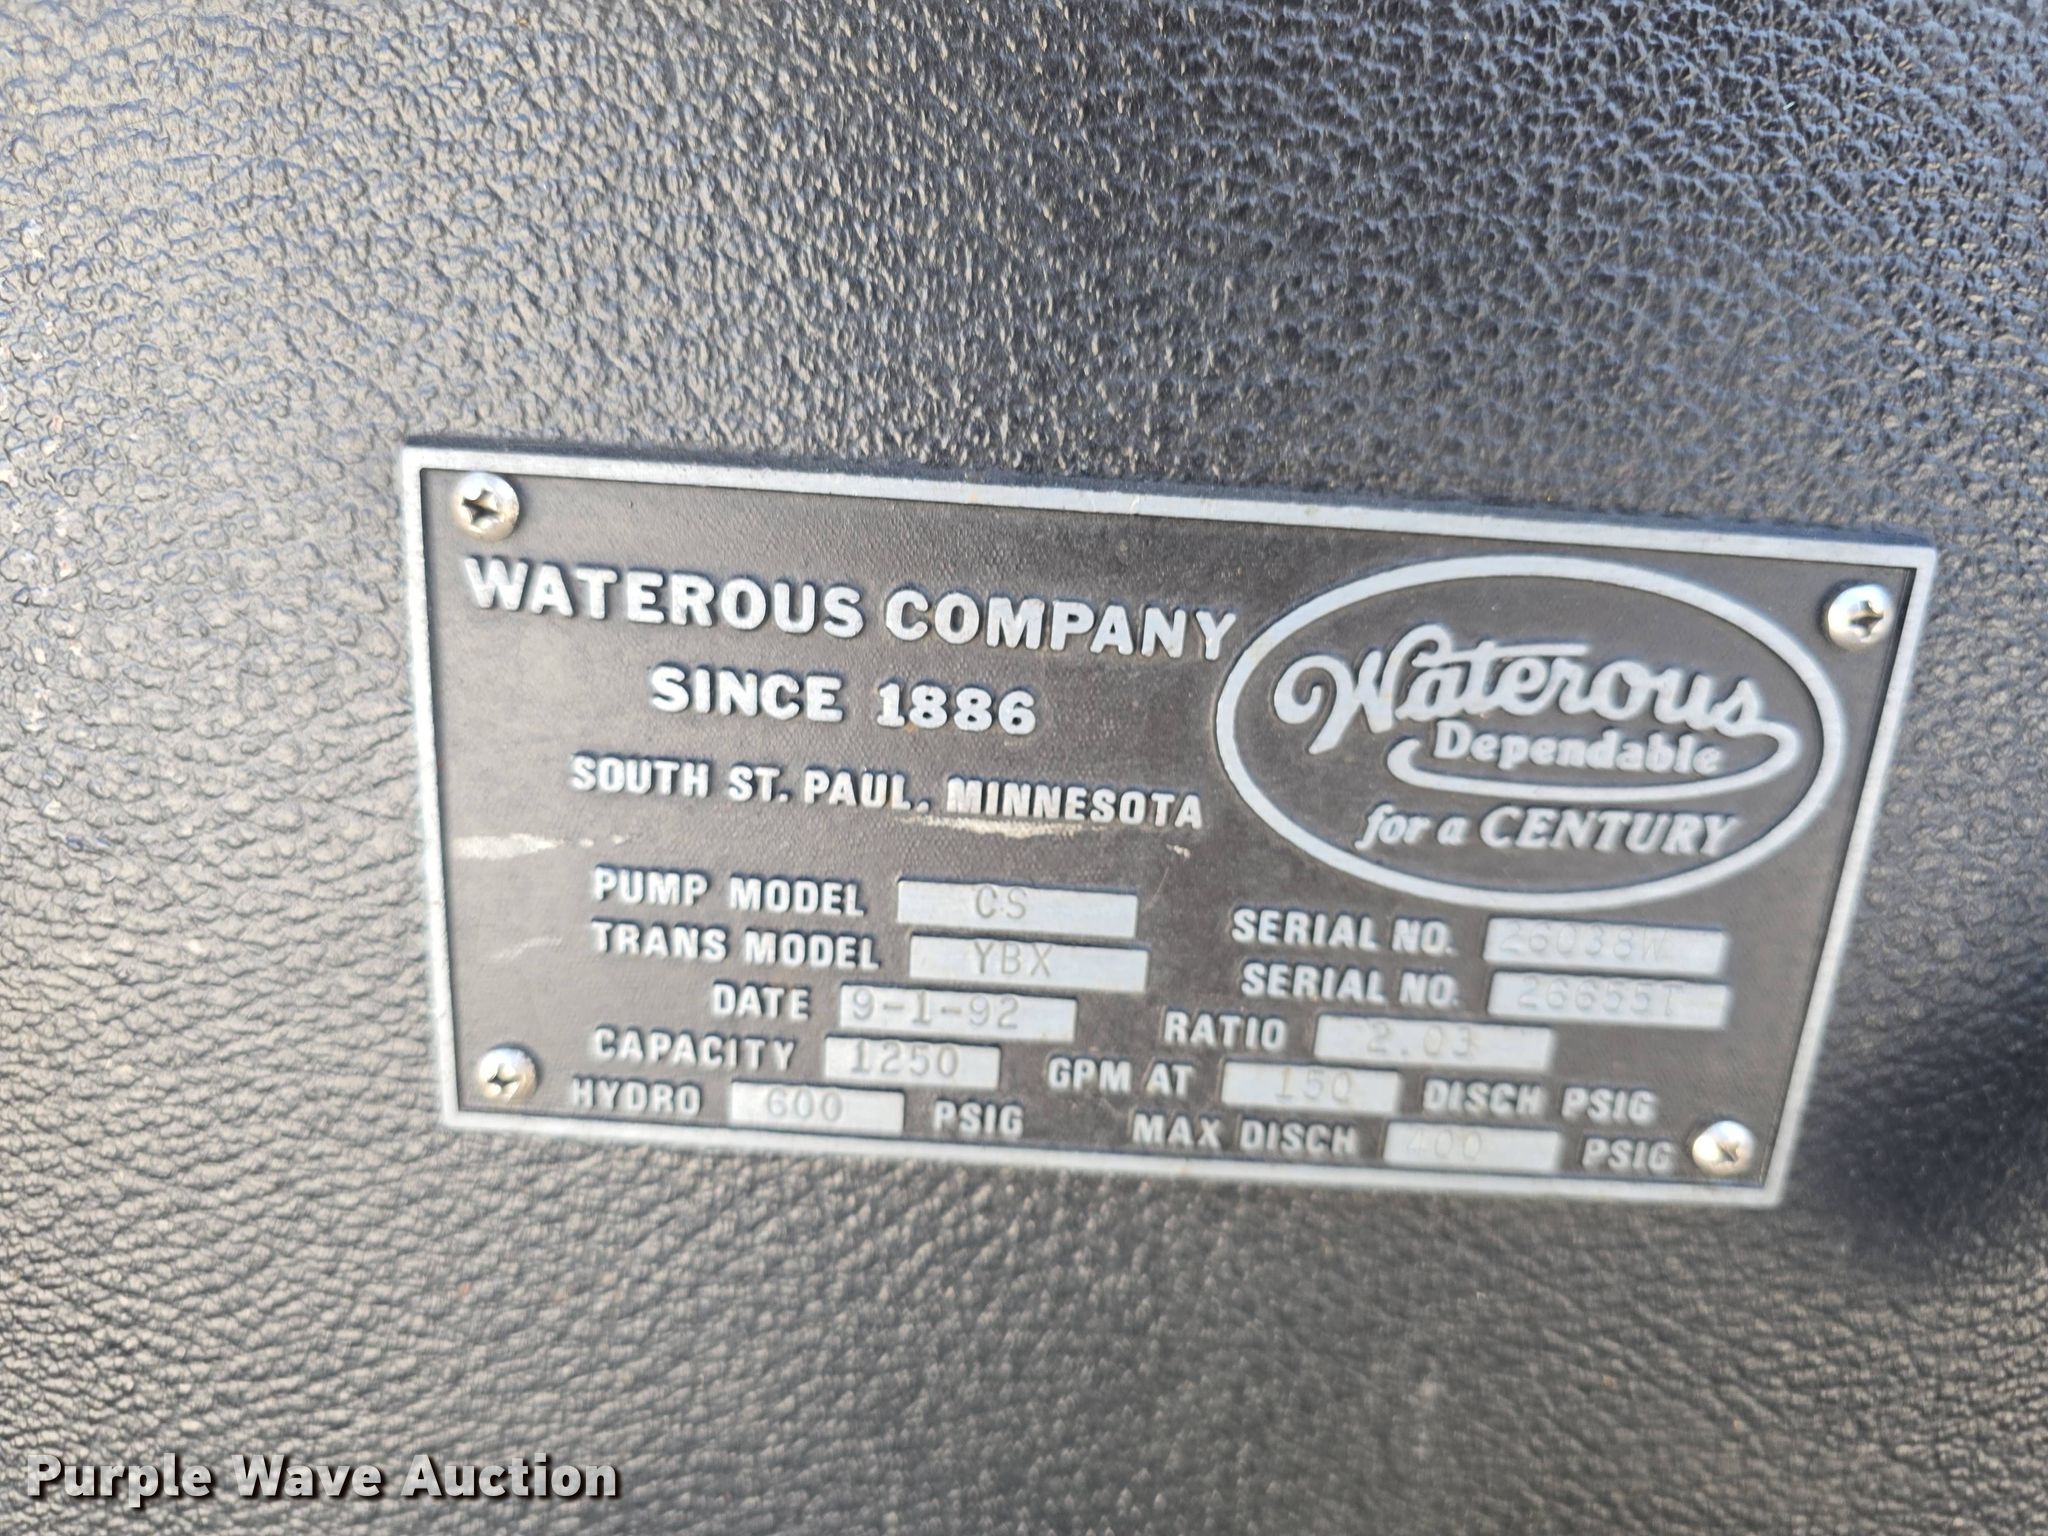 WATEROUS COMPANY
SINCE 1886
SOUTH ST. PAUL, MINNESOTA
Waterous
Dependable
for a CENTURY
PUMP MODEL CS SERIAL NO. 26038W
TRANS MODEL YBX SERIAL NO. 26655T
DATE 9-1-92 RATIO 2.03
CAPACITY 1250 GPM AT 150 DISCH PSIG
HYDRO 600 PSIG MAX DISCH 400 PSIG
Purple Wave Auction